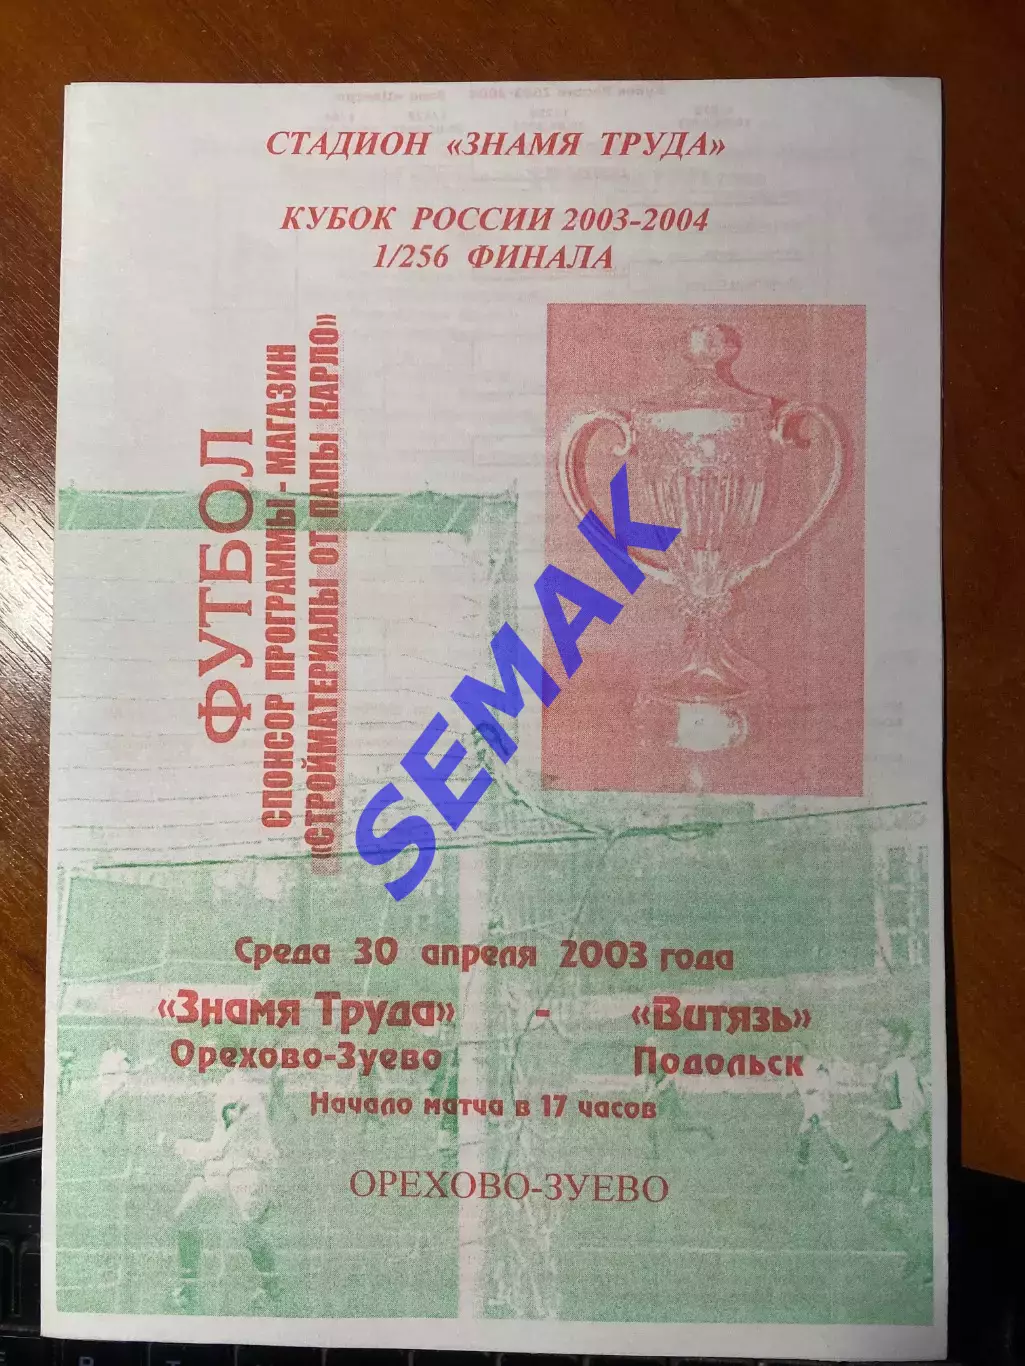 СТАДИОН «ЗНАМЯ ТРУДА»
КУБОК РОССИИ 2003-2004
1/256 ФИНАЛА
ФУТБОЛ
СПОНСОР ПРОГРАММЫ - МАГАЗИН
«СТРОЙМАТЕРИАЛЫ ОТ ПАПЫ КАРЛО»
SEMAK
Среда 30 апреля 2003 года
«Знамя Труда» - «Витязь»
Орехово-Зуево Подольск
Начало матча в 17 часов
ОРЕХОВО-ЗУЕВО